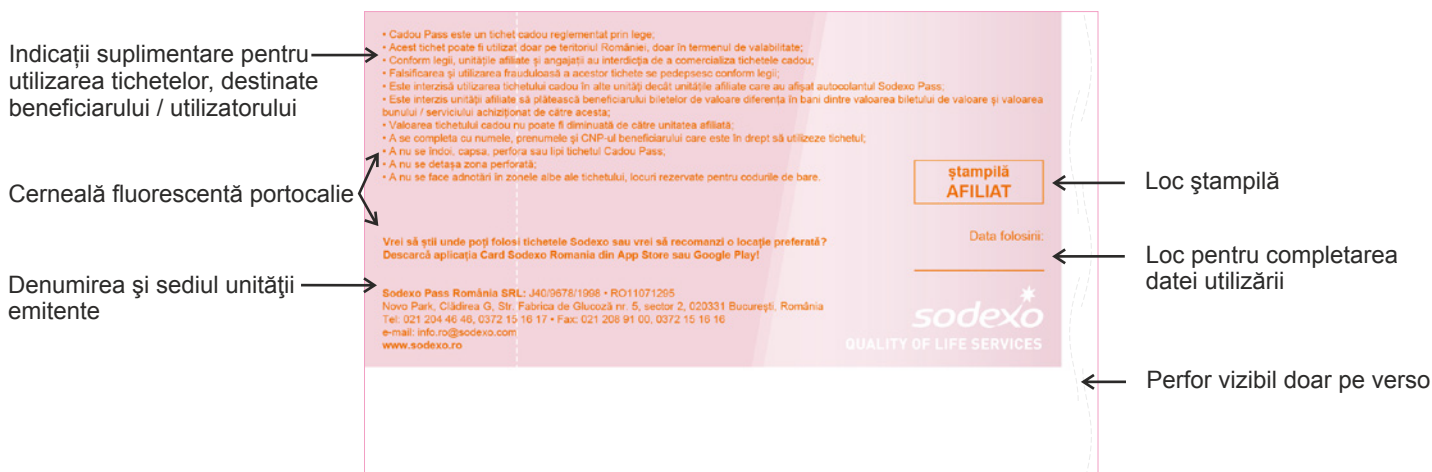 Indicații suplimentare pentru
utilizarea tichetelor, destinate
beneficiarului / utilizatorului
Cerneală fluorescentă portocalie
Denumirea şi sediul unităţii
emitente
• Cadou Pass este un tichet cadou reglementat prin lege;
• Acest tichet poate fi utilizat doar pe teritoriul României, doar în termenul de valabilitate;
• Conform legii, unitățile afiliate și angajații au interdicția de a comercializa tichetele cadou;
• Falsificarea și utilizarea frauduloasă a acestor tichete se pedepsesc conform legii;
• Este interzisă utilizarea tichetului cadou în alte unități decât unitățile afiliate care au afișat autocolantul Sodexo Pass;
• Este interzis unității afiliate să plătească beneficiarului biletelor de valoare diferența în bani dintre valoarea biletului de valoare și valoarea
bunului / serviciului achiziționat de către acesta;
• Valoarea tichetului cadou nu poate fi diminuată de către unitatea afiliată;
• A se completa cu numele, prenumele și CNP-ul beneficiarului care este în drept să utilizeze tichetul;
• A nu se îndoi, capsa, perfora sau lipi tichetul Cadou Pass;
• A nu se detașa zona perforată;
• A nu se face adnotări în zonele albe ale tichetului, locuri rezervate pentru codurile de bare.
Vrei să știi unde poți folosi tichetele Sodexo sau vrei să recomanzi o locație preferată?
Descarcă aplicația Card Sodexo Romania din App Store sau Google Play!
Sodexo Pass România SRL: J40/9678/1998 • RO11071295
Novo Park, Clădirea G, Str. Fabrica de Glucoză nr. 5, sector 2, 020331 București, România
Tel: 021 204 46 46, 0372 15 16 17 • Fax: 021 208 91 00, 0372 15 16 16
e-mail: info.ro@sodexo.com
www.sodexo.ro
ștampilă
AFILIAT
Data folosirii:
sodexo
QUALITY OF LIFE SERVICES
Loc ştampilă
Loc pentru completarea
datei utilizării
Perfor vizibil doar pe verso